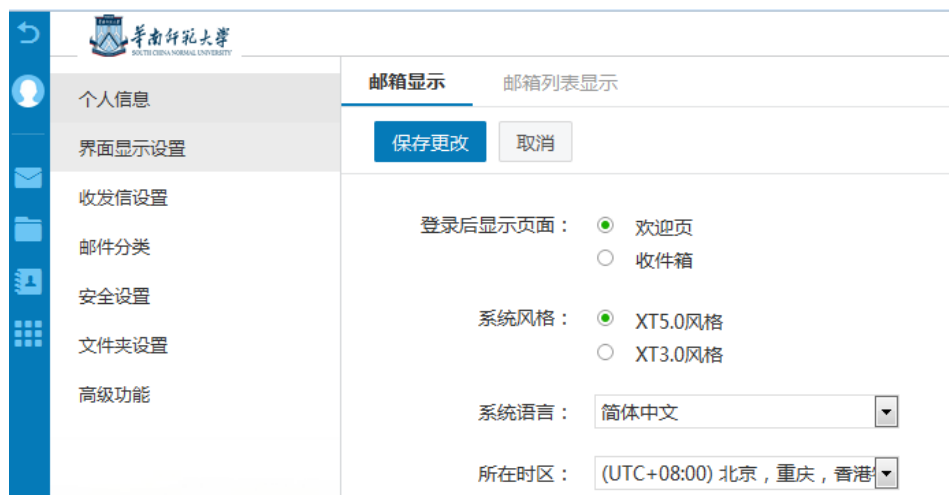 华南师范大学
SOUTH CHINA NORMAL UNIVERSITY
个人信息
界面显示设置
收发信设置
邮件分类
安全设置
文件夹设置
高级功能
邮箱显示 邮箱列表显示
保存更改 取消
登录后显示页面： 欢迎页
收件箱
系统风格： XT5.0风格
XT3.0风格
系统语言： 简体中文
所在时区： (UTC+08:00) 北京，重庆，香港